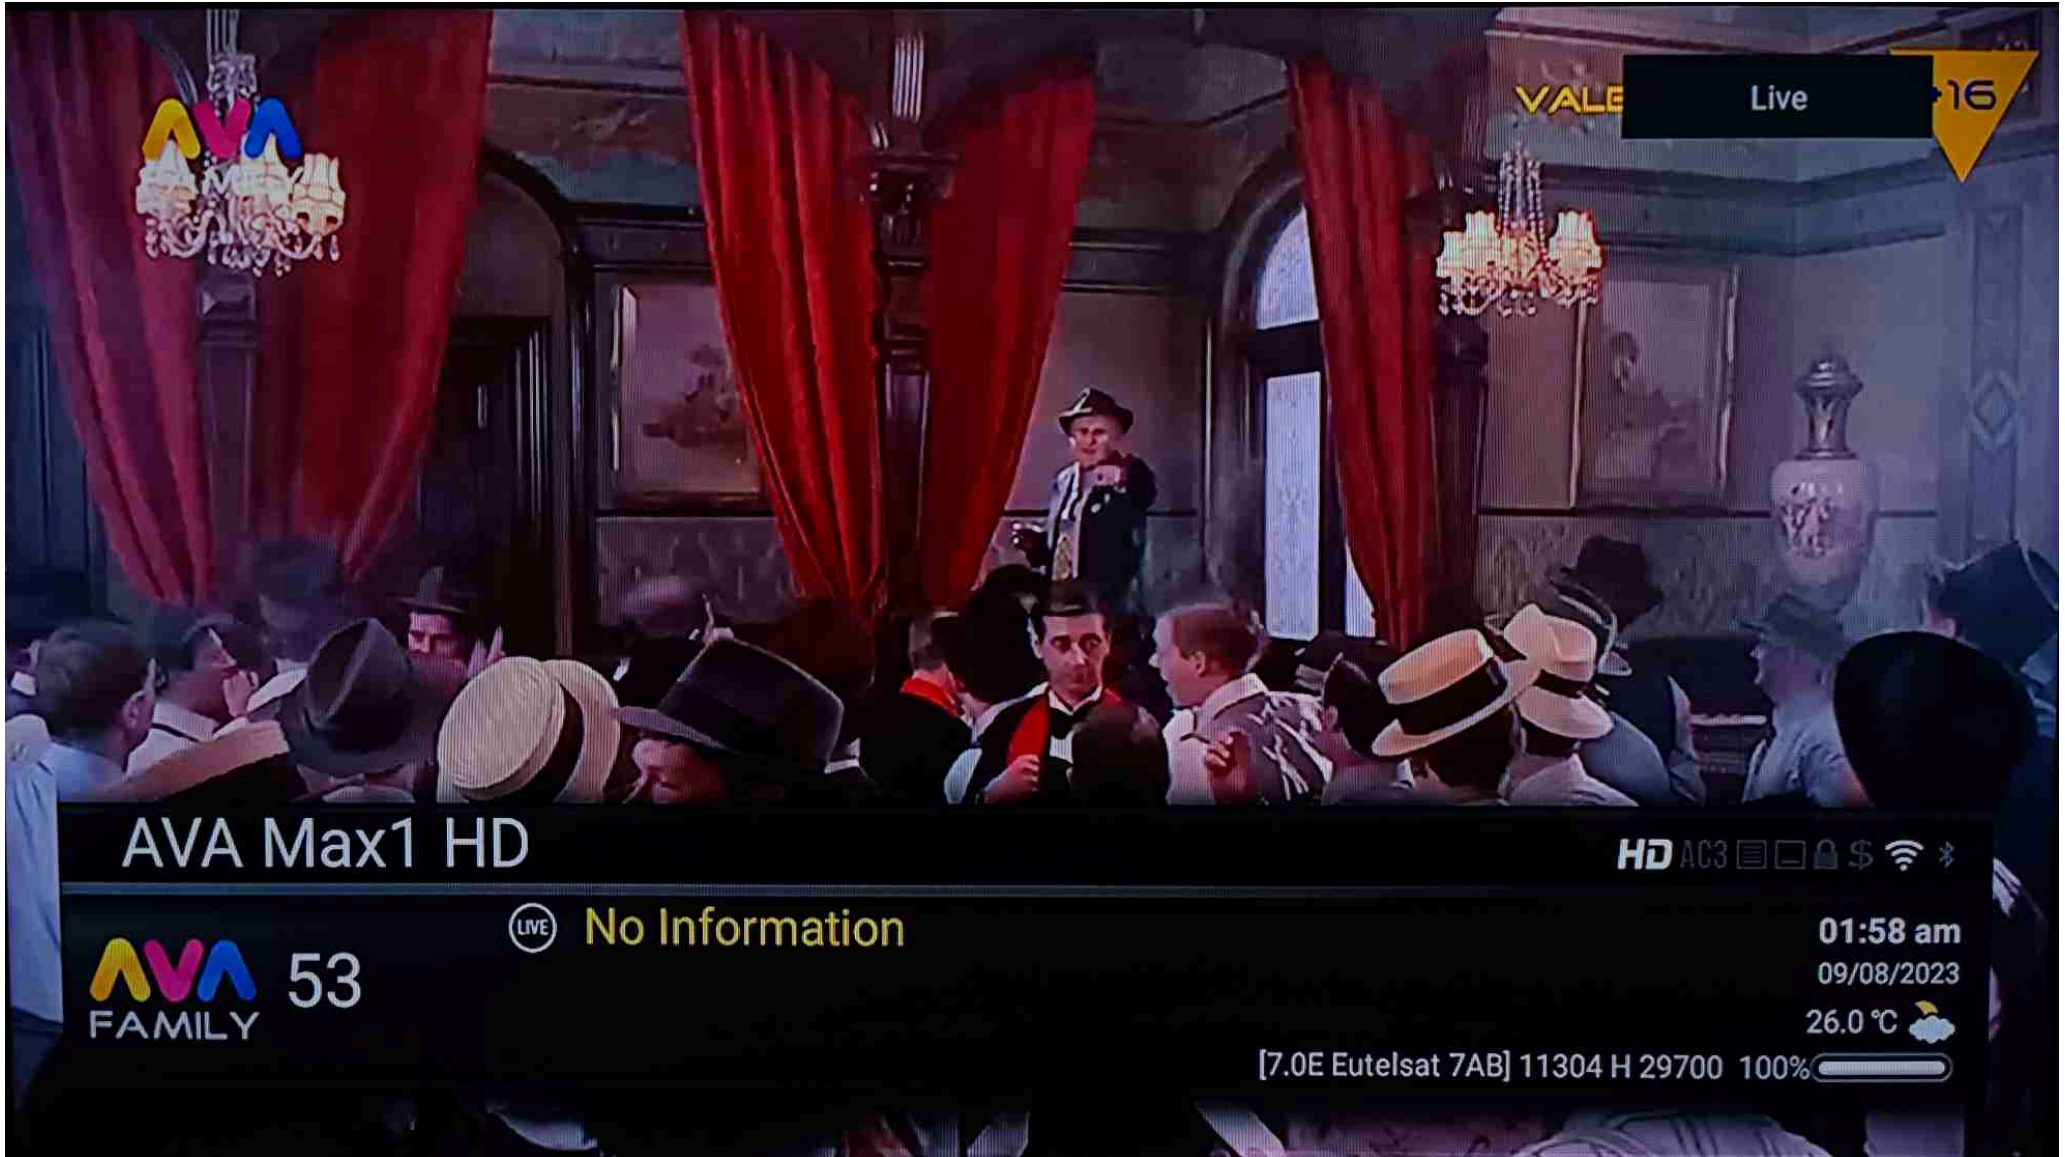 AVA
VALE
Live
+16
AVA Max1 HD
HD AC3 $
LIVE No Information
AVA
FAMILY
53
01:58 am
09/08/2023
26.0 °C
[7.0E Eutelsat 7AB] 11304 H 29700 100%